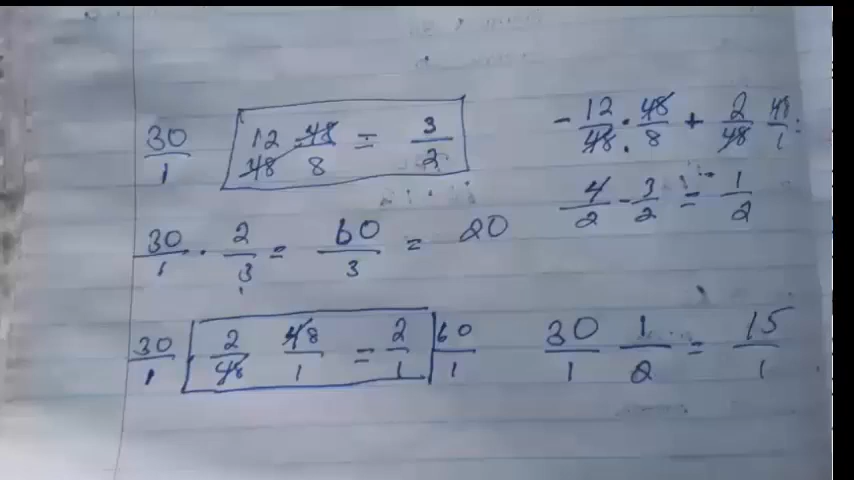 30/1 12/48 · 48/8 = 3/2
30/1 · 2/3 = 60/3 = 20
30/1 · 2/48 48/1 = 2/1 60/1
- 12/48 · 48/8 + 2/48 48/1 :
4/2 - 3/2 = 1/2
30/1 1/2 = 15/1